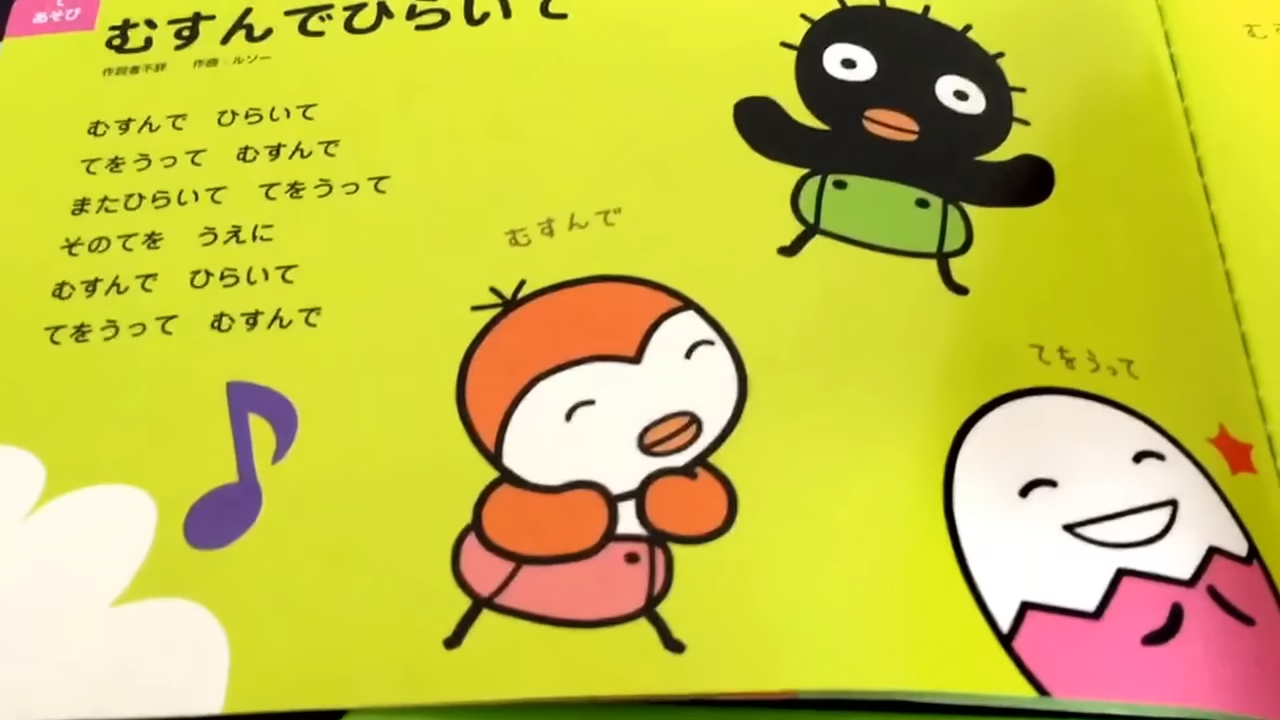 て
あそび
むすんでひらいて
作詞者不詳　作曲：ルソー
むすんで　ひらいて
てをうって　むすんで
またひらいて　てをうって
そのてを　うえに
むすんで　ひらいて
てをうって　むすんで
むすんで
てをうって
むす